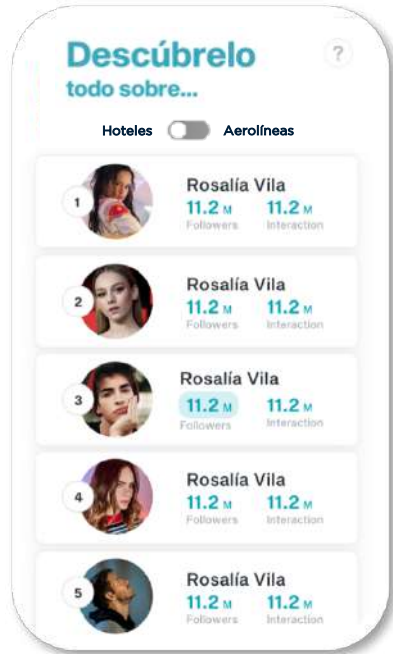 Descúbrelo
?
todo sobre...
Hoteles Aerolíneas
1
Rosalía Vila
11.2 M 11.2 M
Followers Interaction
2
Rosalía Vila
11.2 M 11.2 M
Followers Interaction
3
Rosalía Vila
11.2 M 11.2 M
Followers Interaction
4
Rosalía Vila
11.2 M 11.2 M
Followers Interaction
5
Rosalía Vila
11.2 M 11.2 M
Followers Interaction